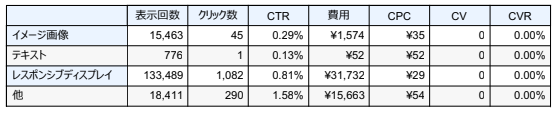 表示回数 クリック数 CTR 費用 CPC CV CVR
イメージ画像 15,463 45 0.29% ¥1,574 ¥35 0 0.00%
テキスト 776 1 0.13% ¥52 ¥52 0 0.00%
レスポンシブディスプレイ 133,489 1,082 0.81% ¥31,732 ¥29 0 0.00%
他 18,411 290 1.58% ¥15,663 ¥54 0 0.00%